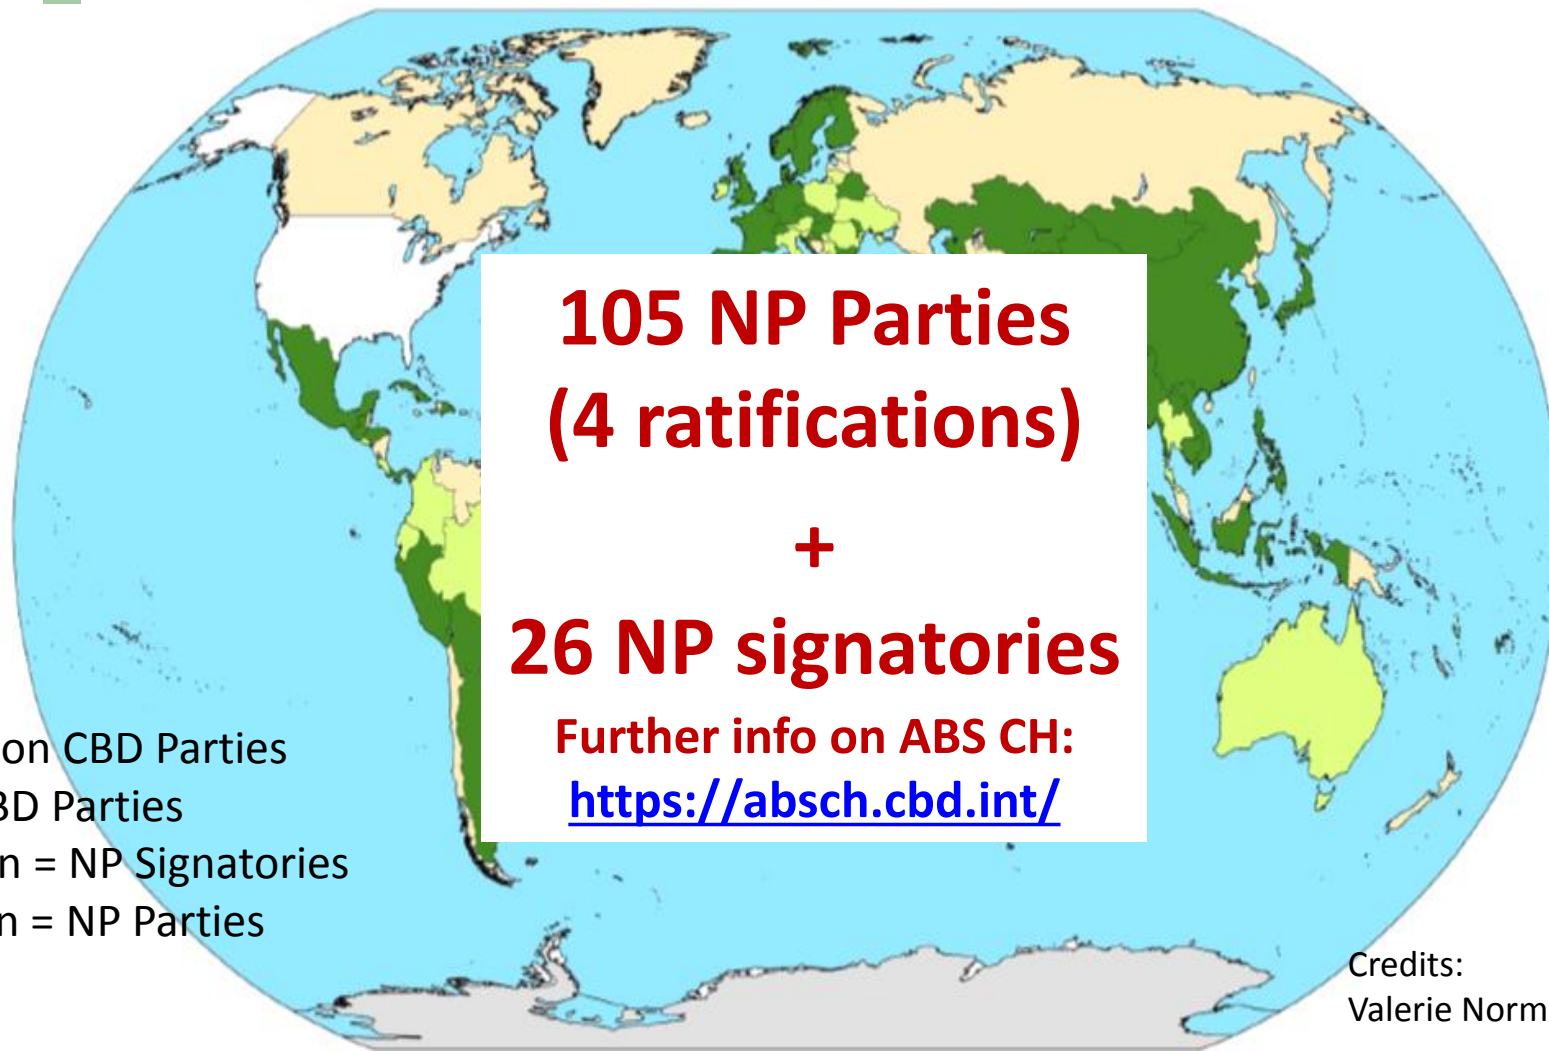 105 NP Parties
(4 ratifications)
+
26 NP signatories
Further info on ABS CH:
https://absch.cbd.int/
on CBD Parties
BD Parties
n = NP Signatories
n = NP Parties
Credits:
Valerie Norm